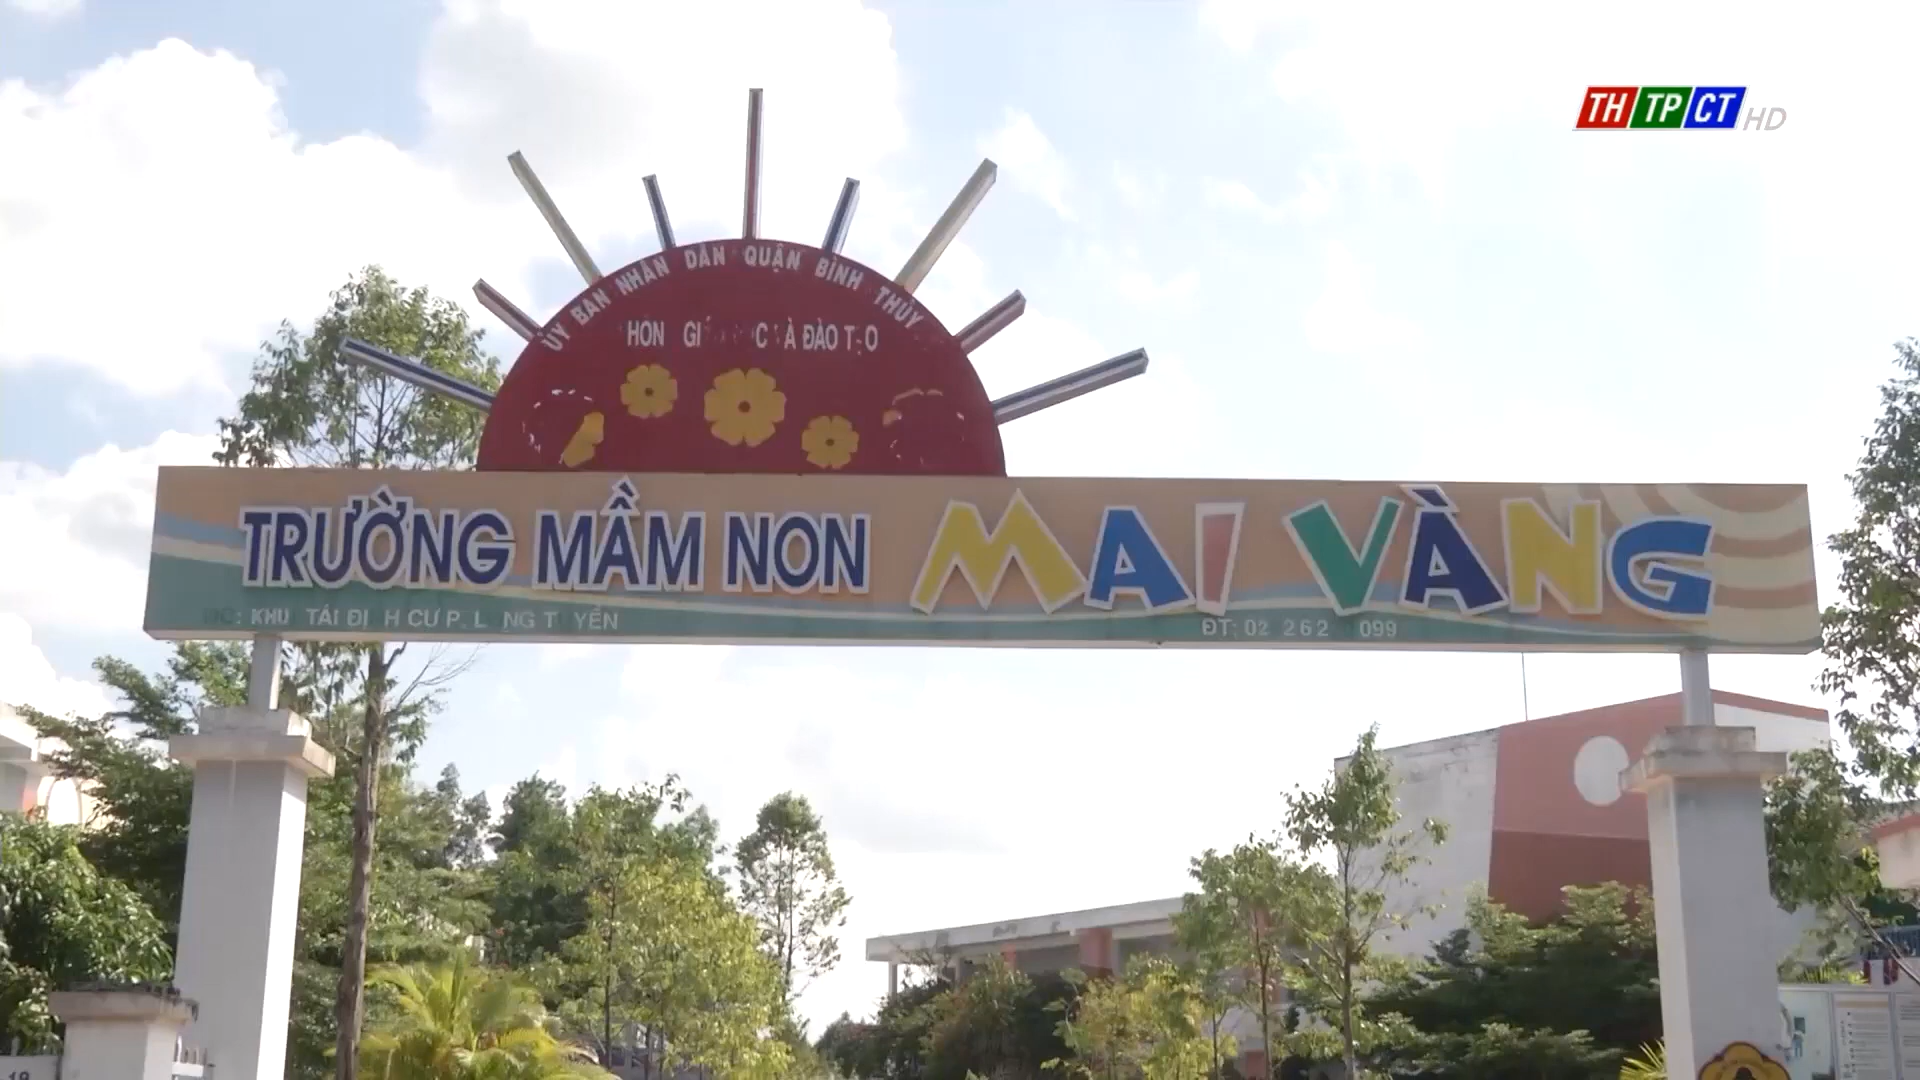 THTPCT HD
ỦY BAN NHÂN DÂN QUẬN BÌNH THỦY
ĐÀO
TRƯỜNG MẦM NON MAI VÀNG
KHU TÁI CƯ P.
ĐT: 02 262 099